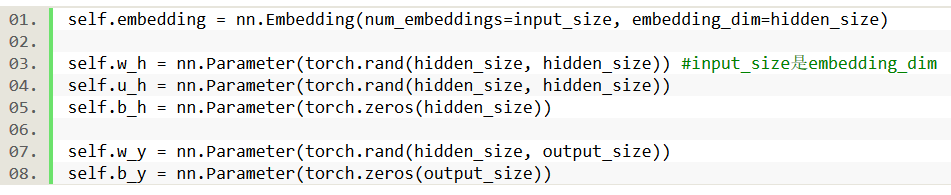 01. self.embedding = nn.Embedding(num_embeddings=input_size, embedding_dim=hidden_size)
02.
03. self.w_h = nn.Parameter(torch.rand(hidden_size, hidden_size)) #input_size是embedding_dim
04. self.u_h = nn.Parameter(torch.rand(hidden_size, hidden_size))
05. self.b_h = nn.Parameter(torch.zeros(hidden_size))
06.
07. self.w_y = nn.Parameter(torch.rand(hidden_size, output_size))
08. self.b_y = nn.Parameter(torch.zeros(output_size))